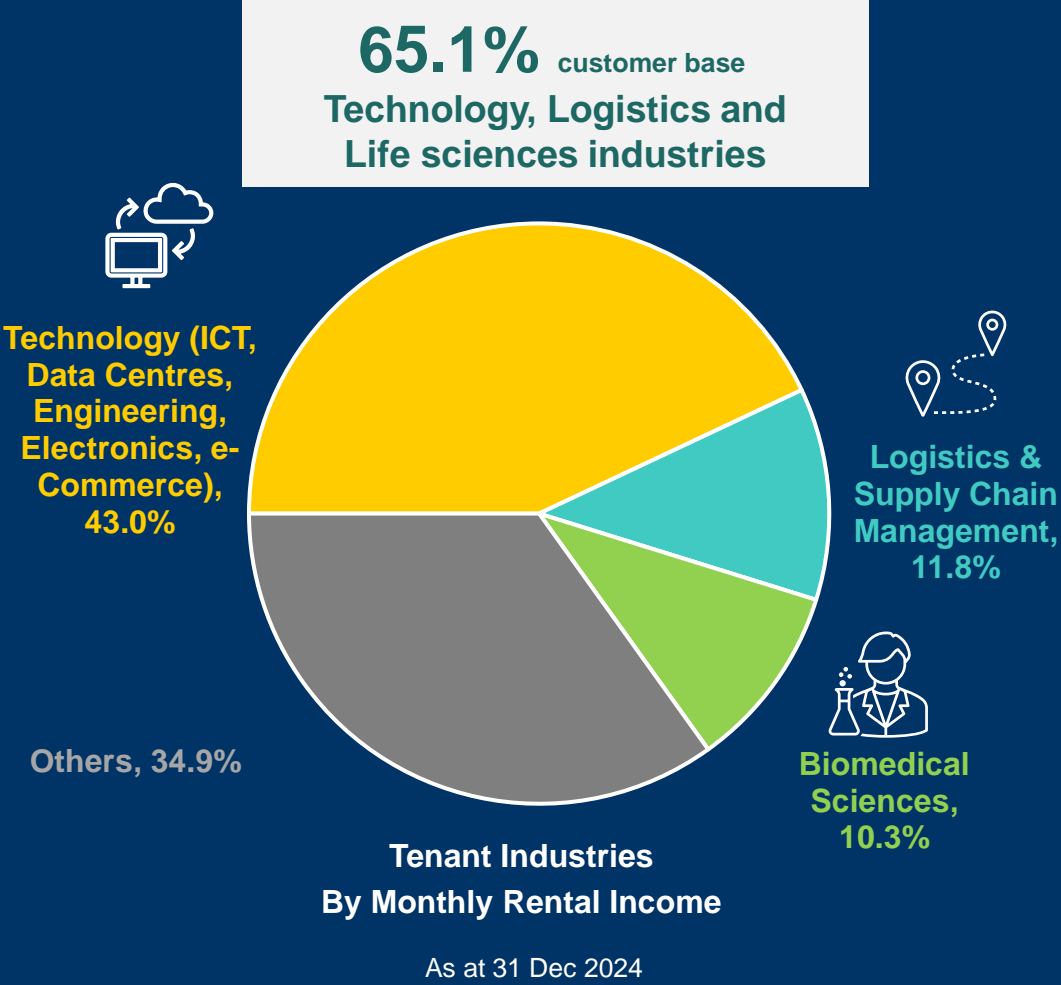 65.1% customer base
Technology, Logistics and
Life sciences industries
Technology (ICT,
Data Centres,
Engineering,
Electronics, e-
Commerce),
43.0%
Logistics &
Supply Chain
Management,
11.8%
Biomedical
Sciences,
10.3%
Others, 34.9%
Tenant Industries
By Monthly Rental Income
As at 31 Dec 2024